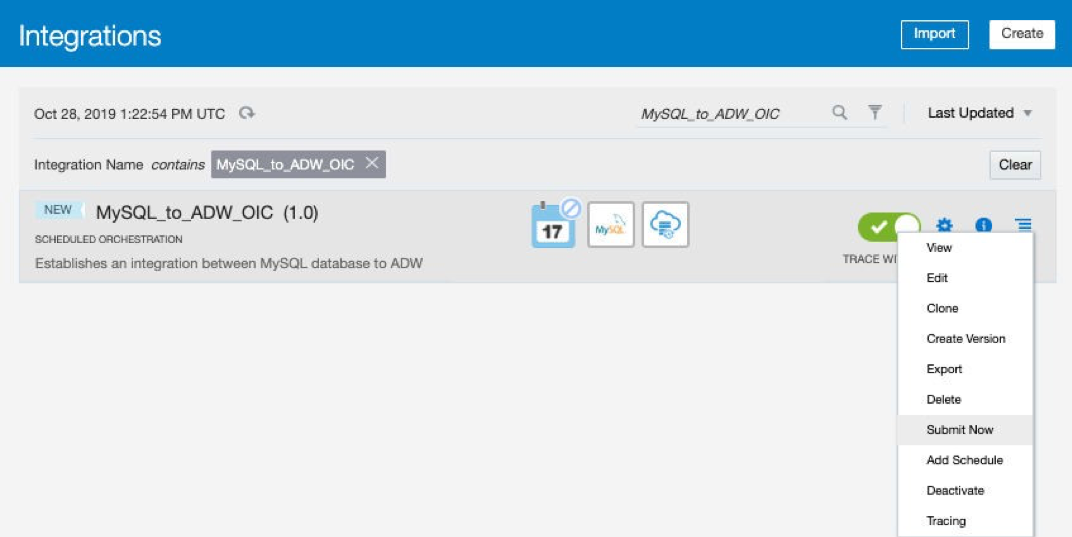 Integrations
Import
Create
Oct 28, 2019 1:22:54 PM UTC
MySQL_to_ADW_OIC
Last Updated
Integration Name contains MySQL_to_ADW_OIC
Clear
NEW
MySQL_to_ADW_OIC (1.0)
SCHEDULED ORCHESTRATION
Establishes an integration between MySQL database to ADW
17
MySQL
TRACE
View
Edit
Clone
Create Version
Export
Delete
Submit Now
Add Schedule
Deactivate
Tracing